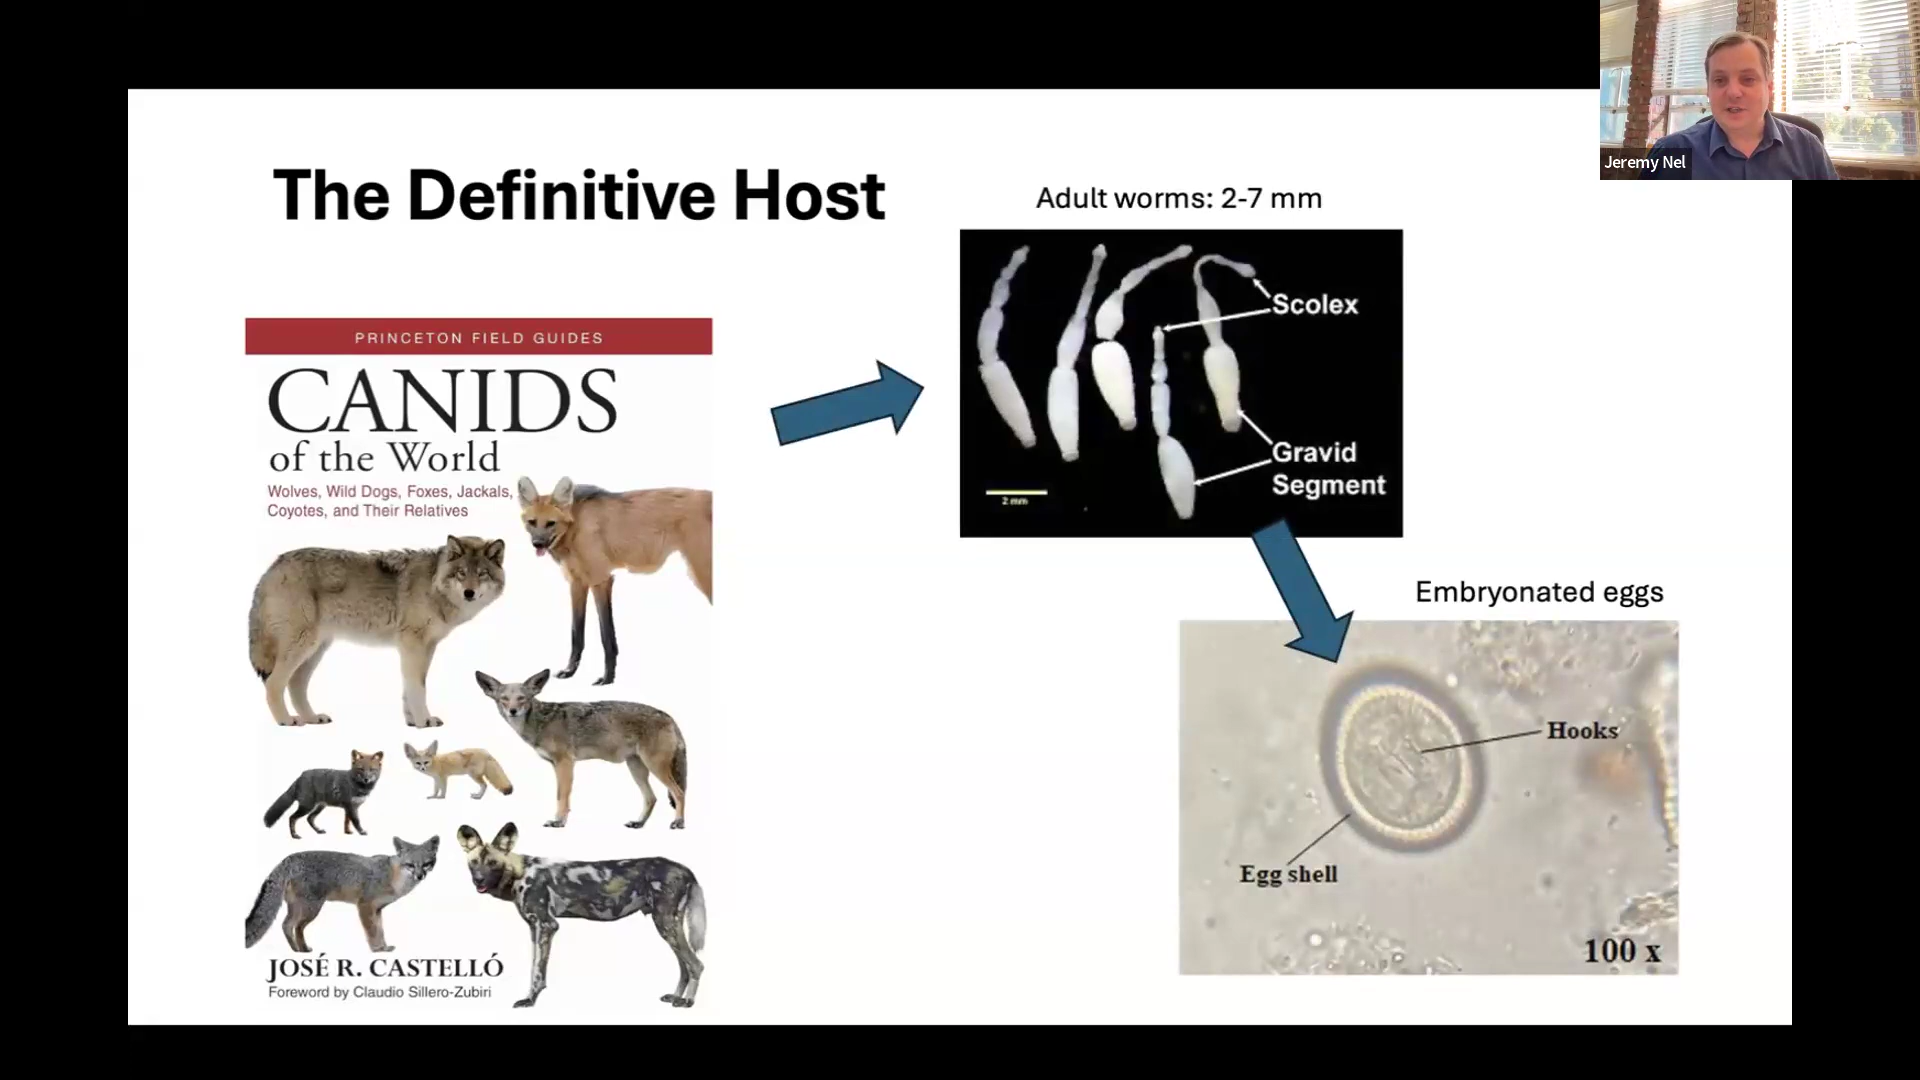 Jeremy Nel
The Definitive Host
PRINCETON FIELD GUIDES
CANIDS
of the World
Wolves, Wild Dogs, Foxes, Jackals,
Coyotes, and Their Relatives
JOSÉ R. CASTELLÓ
Foreword by Claudio Sillero-Zubiri
Adult worms: 2-7 mm
Scolex
Gravid
Segment
2 mm
Embryonated eggs
Hooks
Egg shell
100 x